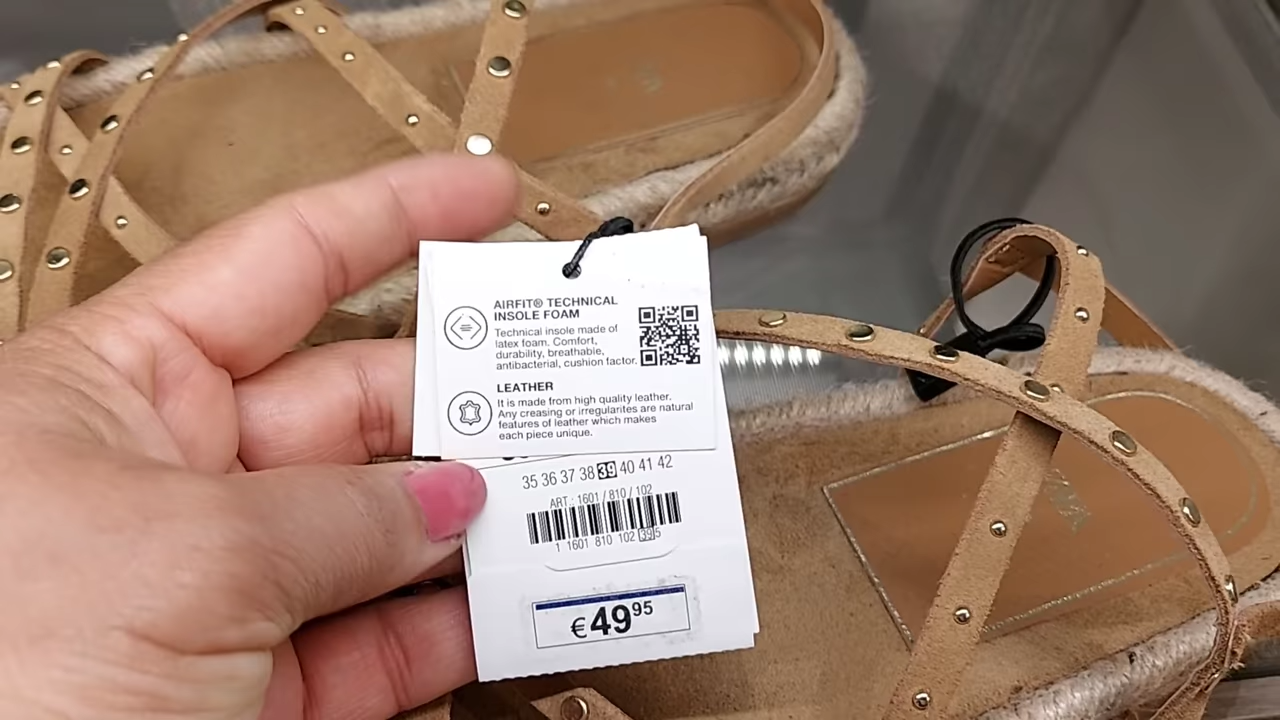 AIRFIT® TECHNICAL
INSOLE FOAM
Technical insole made of
latex foam. Comfort,
durability, breathable,
antibacterial, cushion factor.
LEATHER
It is made from high quality leather.
Any creasing or irregularites are natural
features of leather which makes
each piece unique.
35 36 37 38 39 40 41 42
ART.: 1601 / 810 / 102
1 1601 810 102 39 5
€49⁹⁵